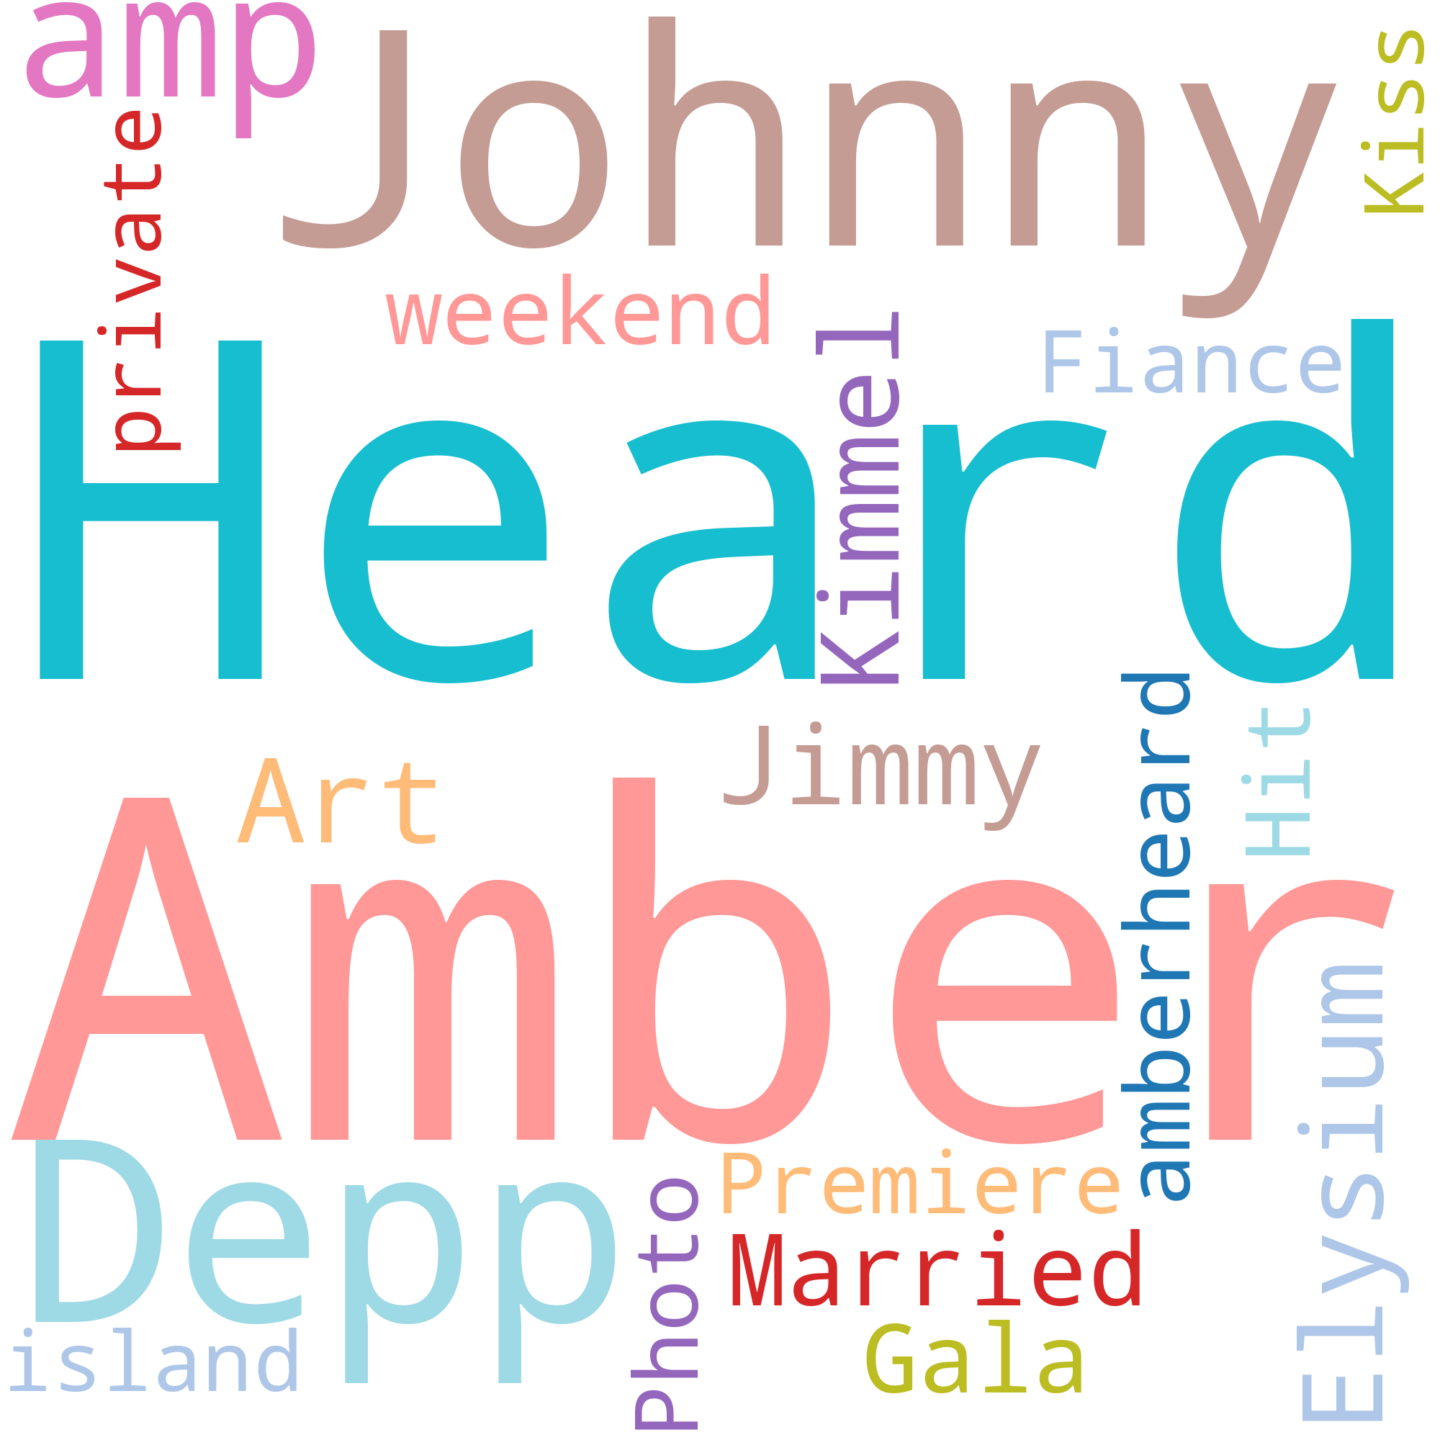 amp
Johnny
Kiss
private
weekend
Kimmel
Fiance
Heard
Jimmy
amberheard
Hit
Art
Amber
Elysium
Depp
Photo
Premiere
Married
Gala
island